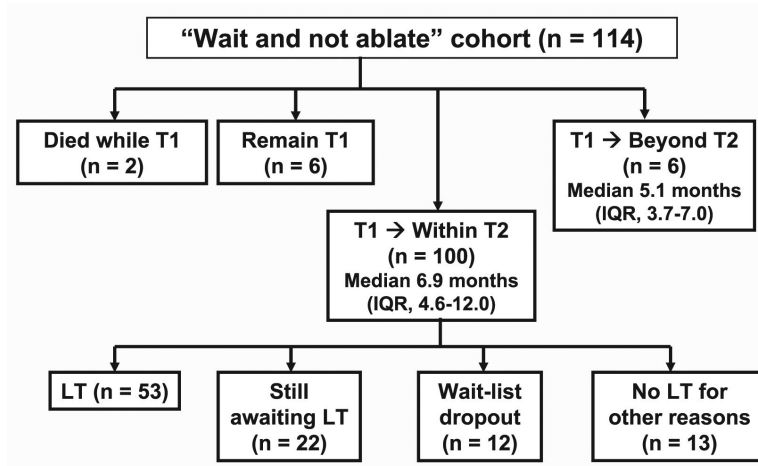 “Wait and not ablate” cohort (n = 114)
Died while T1
(n = 2)
Remain T1
(n = 6)
T1 → Beyond T2
(n = 6)
Median 5.1 months
(IQR, 3.7-7.0)
T1 → Within T2
(n = 100)
Median 6.9 months
(IQR, 4.6-12.0)
LT (n = 53)
Still
awaiting LT
(n = 22)
Wait-list
dropout
(n = 12)
No LT for
other reasons
(n = 13)